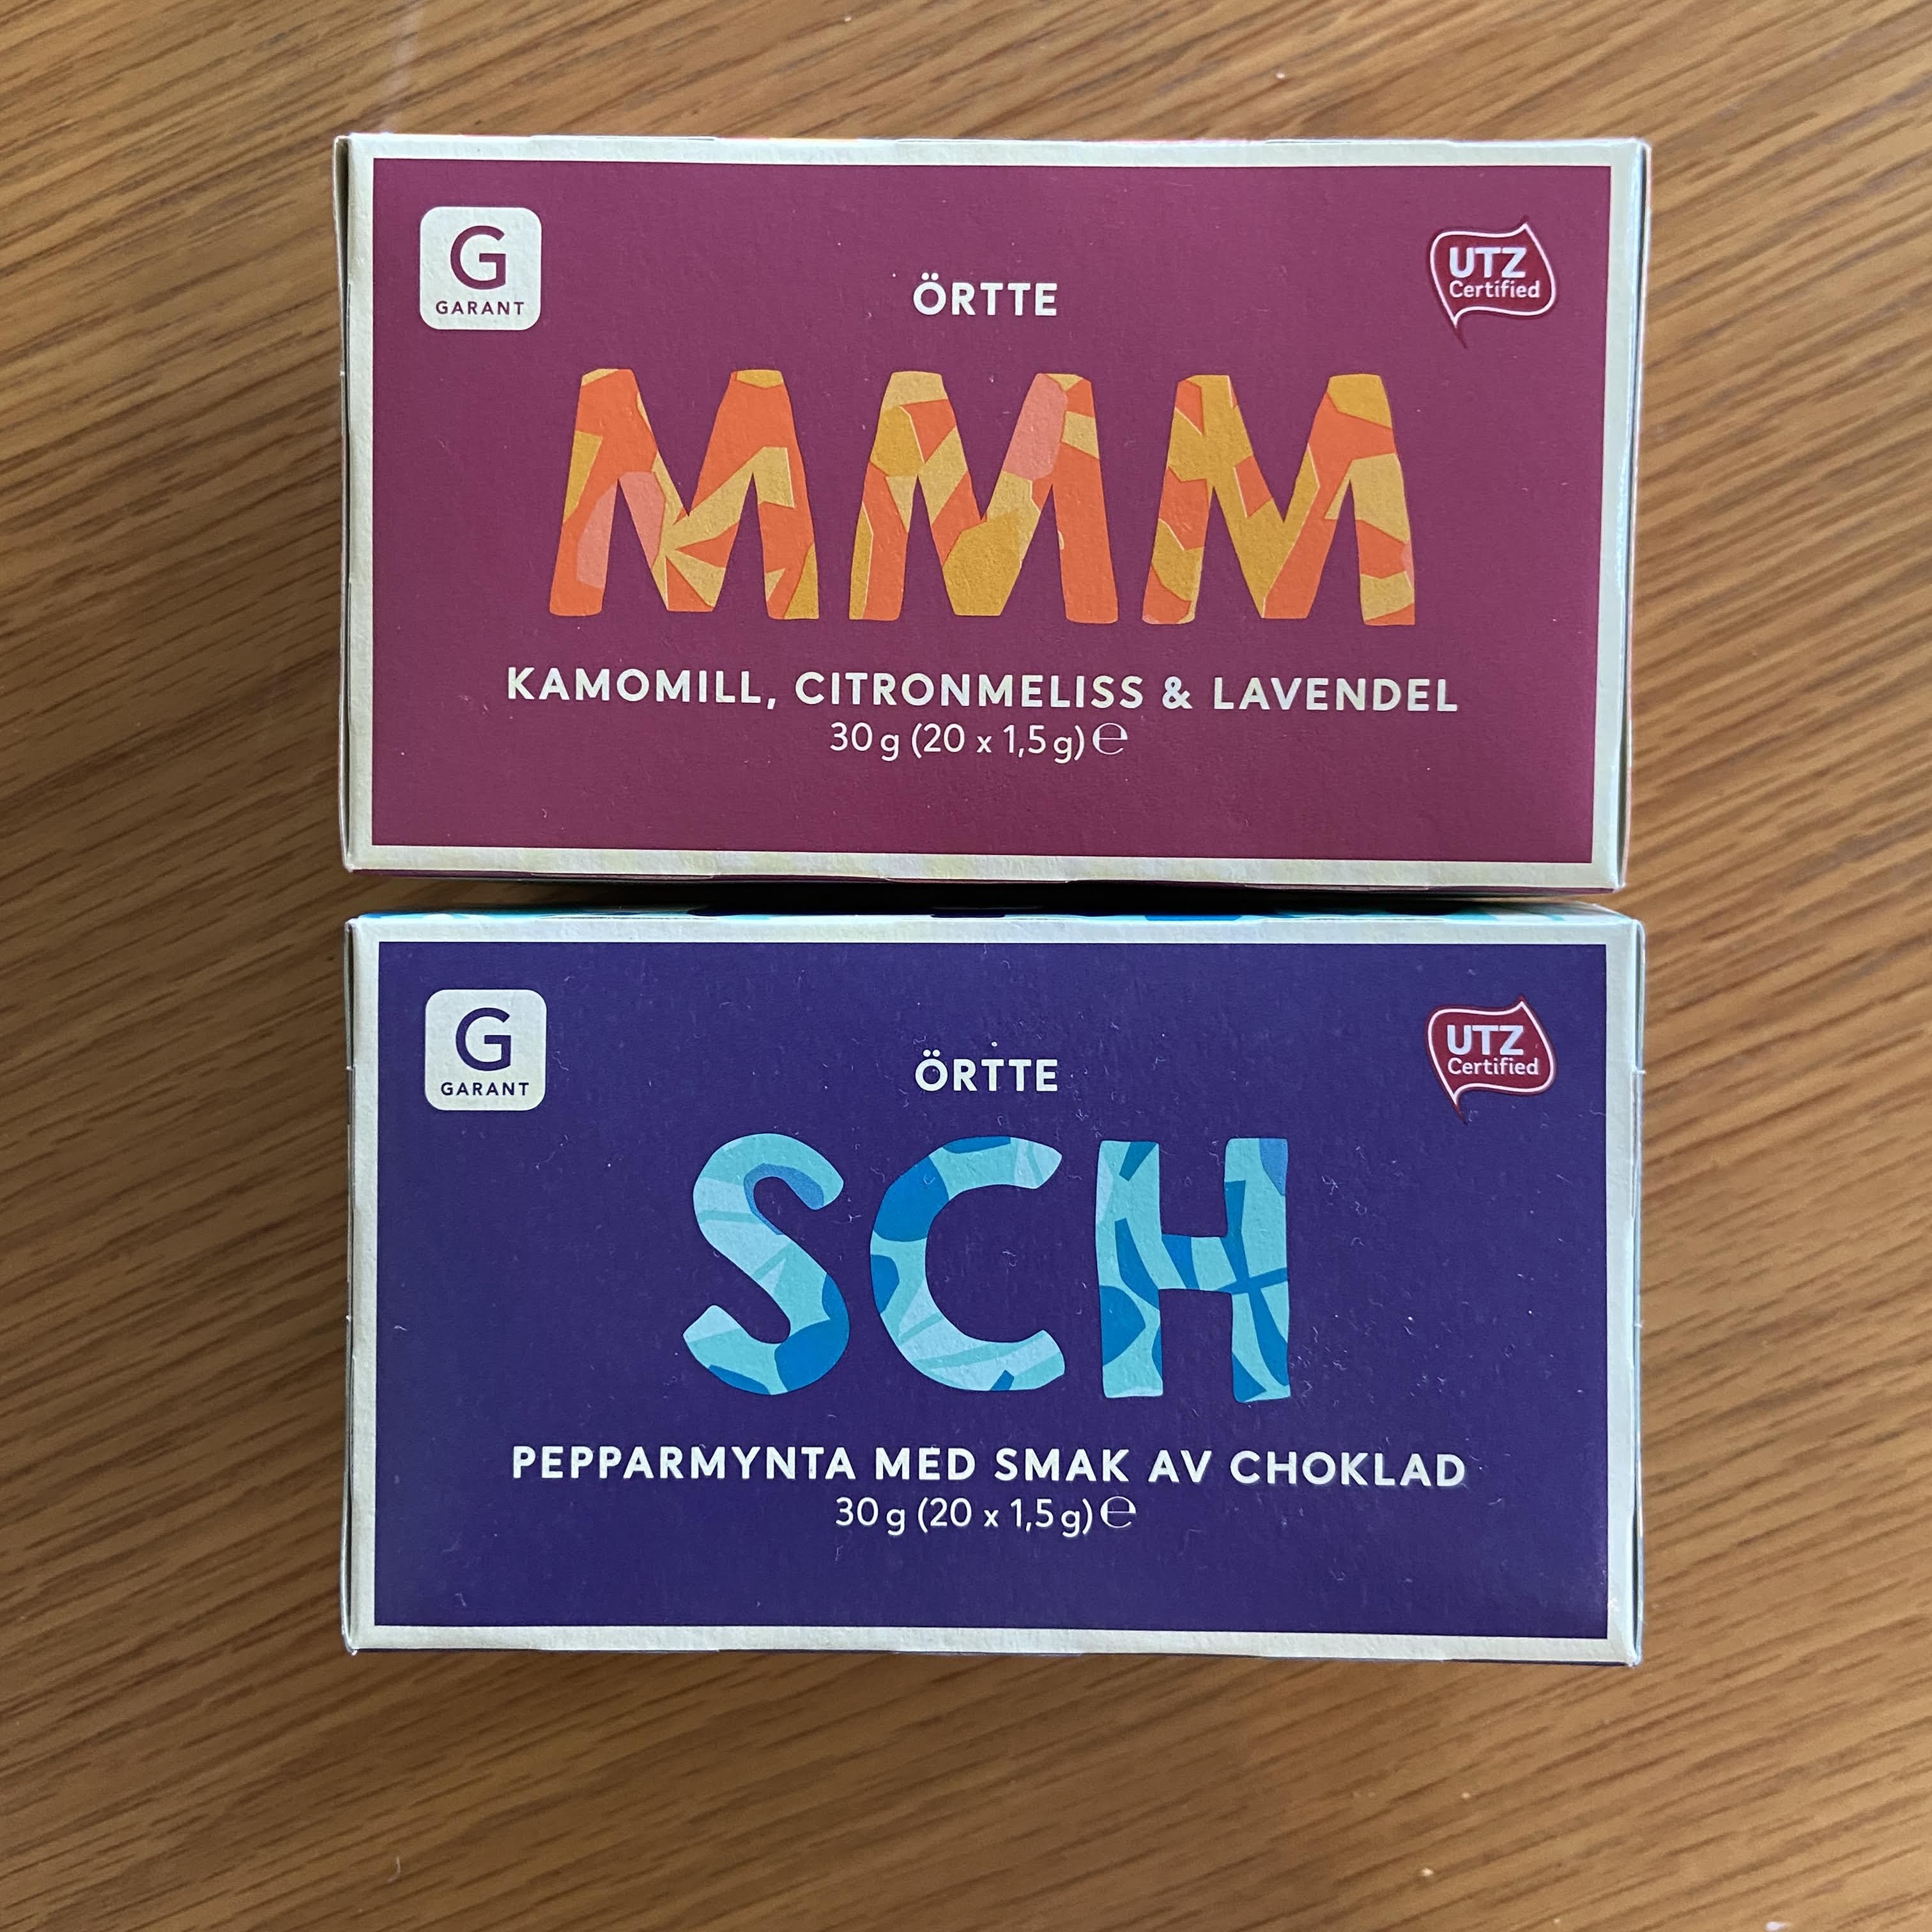 G
GARANT
ÖRTTE
UTZ
Certified
MMM
KAMOMILL, CITRONMELISS & LAVENDEL
30 g (20 x 1,5 g) ℮
G
GARANT
ÖRTTE
UTZ
Certified
SCH
PEPPARMYNTA MED SMAK AV CHOKLAD
30 g (20 x 1,5 g) ℮